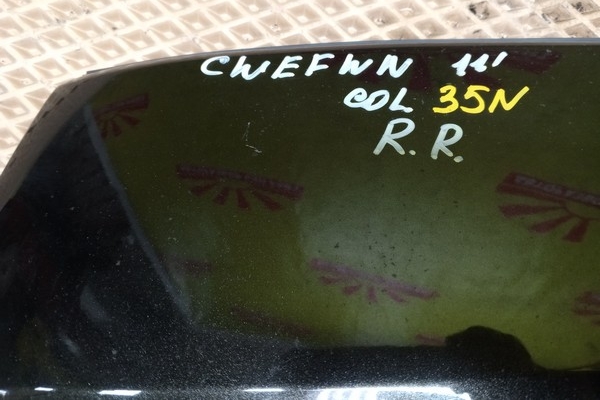 CWEFWN 11'
COL 35N
R.R.